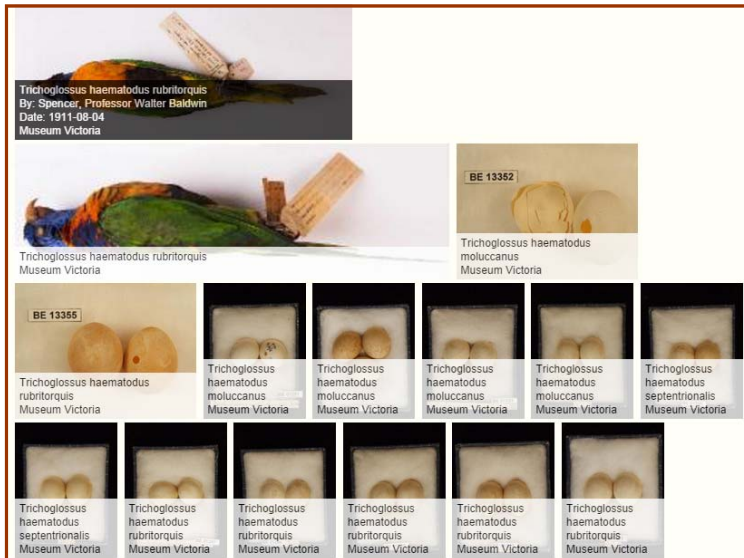 Trichoglossus haematodus rubritorquis
By: Spencer, Professor Walter Baldwin
Date: 1911-08-04
Museum Victoria
Trichoglossus haematodus rubritorquis
Museum Victoria
BE 13352
Trichoglossus haematodus
moluccanus
Museum Victoria
BE 13355
Trichoglossus haematodus
rubritorquis
Museum Victoria
Trichoglossus
haematodus
moluccanus
Museum Victoria
Trichoglossus
haematodus
moluccanus
Museum Victoria
Trichoglossus
haematodus
moluccanus
Museum Victoria
Trichoglossus
haematodus
moluccanus
Museum Victoria
Trichoglossus
haematodus
septentrionalis
Museum Victoria
Trichoglossus
haematodus
septentrionalis
Museum Victoria
Trichoglossus
haematodus
rubritorquis
Museum Victoria
Trichoglossus
haematodus
rubritorquis
Museum Victoria
Trichoglossus
haematodus
rubritorquis
Museum Victoria
Trichoglossus
haematodus
rubritorquis
Museum Victoria
Trichoglossus
haematodus
rubritorquis
Museum Victoria